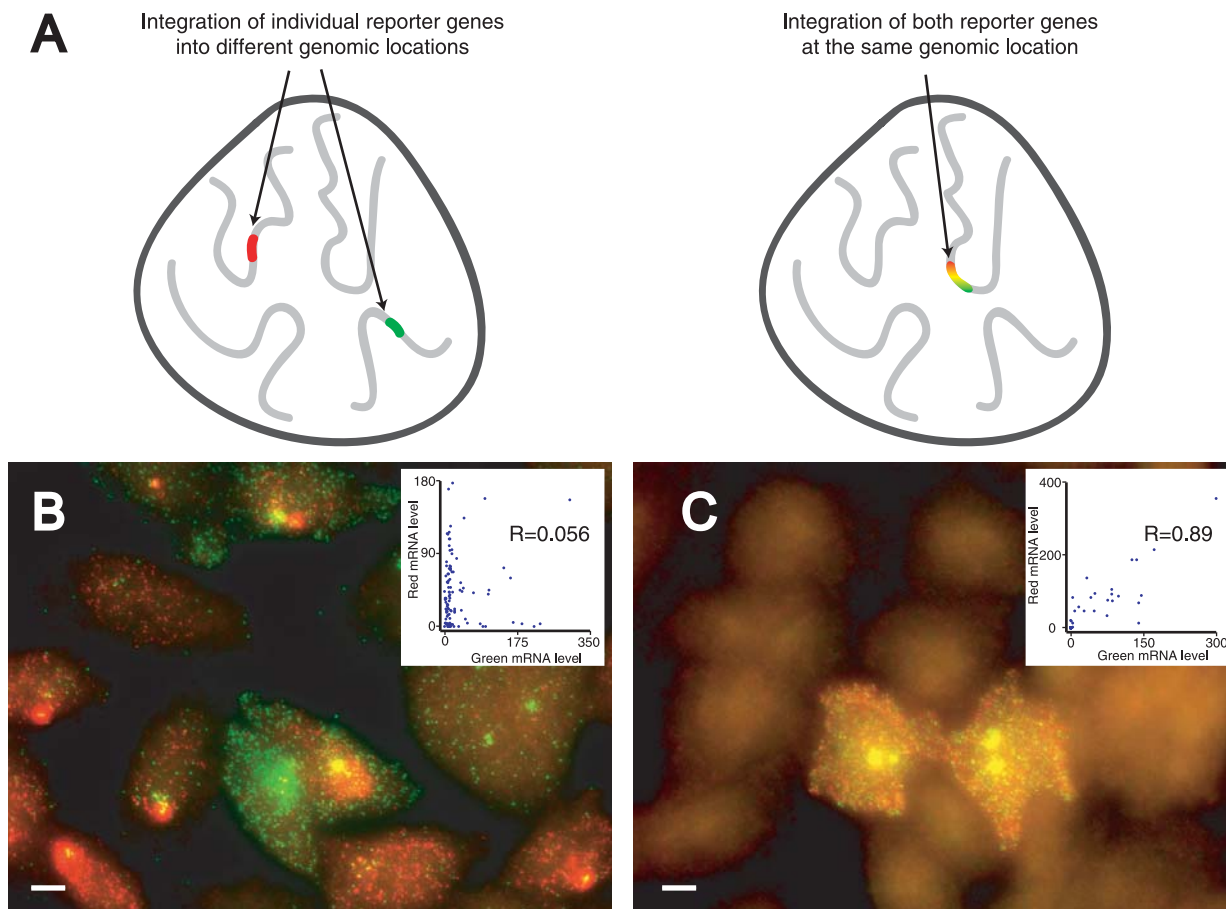 A
Integration of individual reporter genes
into different genomic locations
Integration of both reporter genes
at the same genomic location
B
180
90
0
Red mRNA level
R=0.056
0 175 350
Green mRNA level
C
400
200
0
Red mRNA level
R=0.89
0 150 300
Green mRNA level